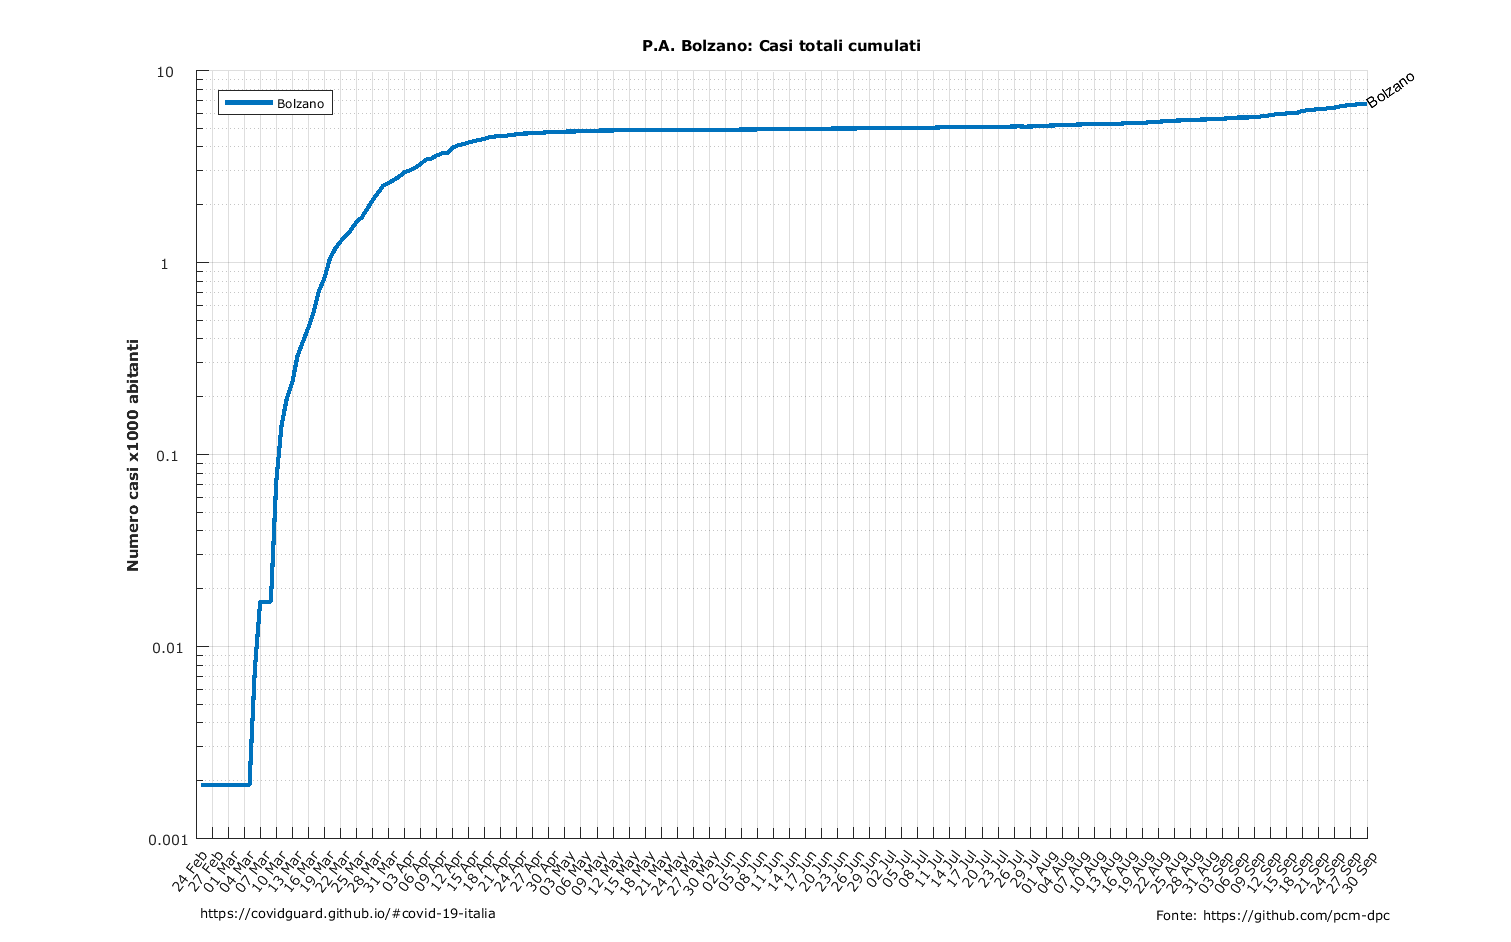 P.A. Bolzano: Casi totali cumulati
10
1
0.1
0.01
0.001
Numero casi x1000 abitanti
Bolzano
Bolzano
24 Feb
27 Feb
01 Mar
04 Mar
07 Mar
10 Mar
13 Mar
16 Mar
19 Mar
22 Mar
25 Mar
28 Mar
31 Mar
03 Apr
06 Apr
09 Apr
12 Apr
15 Apr
18 Apr
21 Apr
24 Apr
27 Apr
30 Apr
03 May
06 May
09 May
12 May
15 May
18 May
21 May
24 May
27 May
30 May
02 Jun
05 Jun
08 Jun
11 Jun
14 Jun
17 Jun
20 Jun
23 Jun
26 Jun
29 Jun
02 Jul
05 Jul
08 Jul
11 Jul
14 Jul
17 Jul
20 Jul
23 Jul
26 Jul
29 Jul
01 Aug
04 Aug
07 Aug
10 Aug
13 Aug
16 Aug
19 Aug
22 Aug
25 Aug
28 Aug
31 Aug
03 Sep
06 Sep
09 Sep
12 Sep
15 Sep
18 Sep
21 Sep
24 Sep
27 Sep
30 Sep
https://covidguard.github.io/#covid-19-italia
Fonte: https://github.com/pcm-dpc